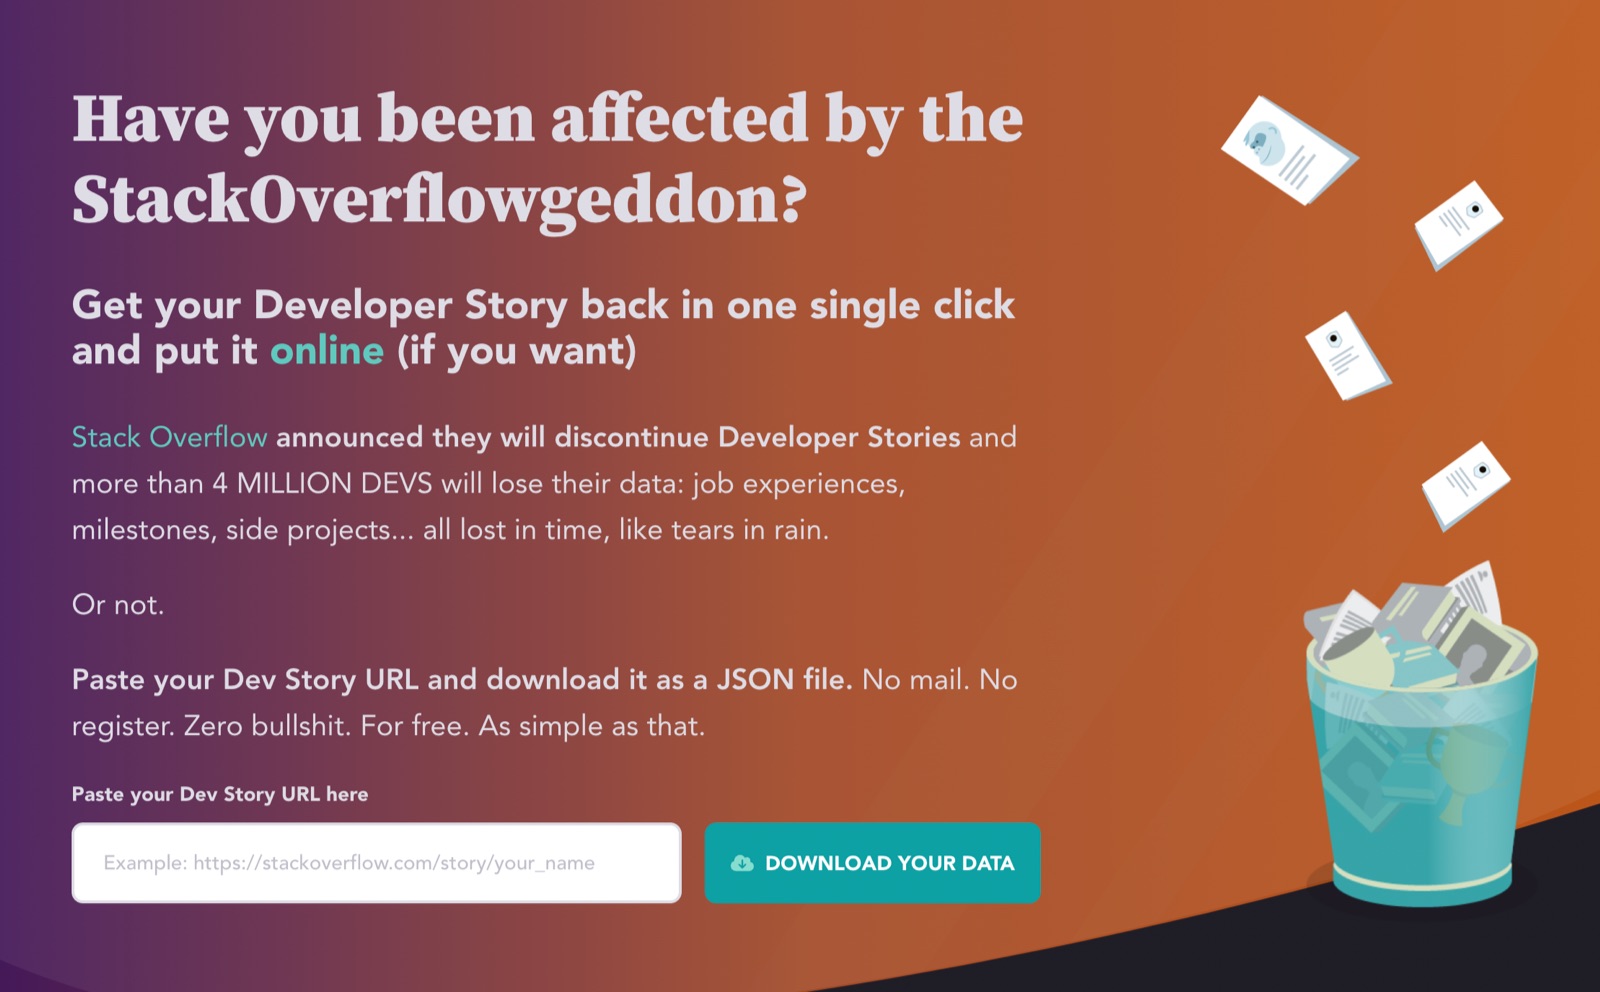 Have you been affected by the
StackOverflowgeddon?
Get your Developer Story back in one single click
and put it online (if you want)
Stack Overflow announced they will discontinue Developer Stories and
more than 4 MILLION DEVS will lose their data: job experiences,
milestones, side projects... all lost in time, like tears in rain.
Or not.
Paste your Dev Story URL and download it as a JSON file. No mail. No
register. Zero bullshit. For free. As simple as that.
Paste your Dev Story URL here
Example: https://stackoverflow.com/story/your_name
DOWNLOAD YOUR DATA